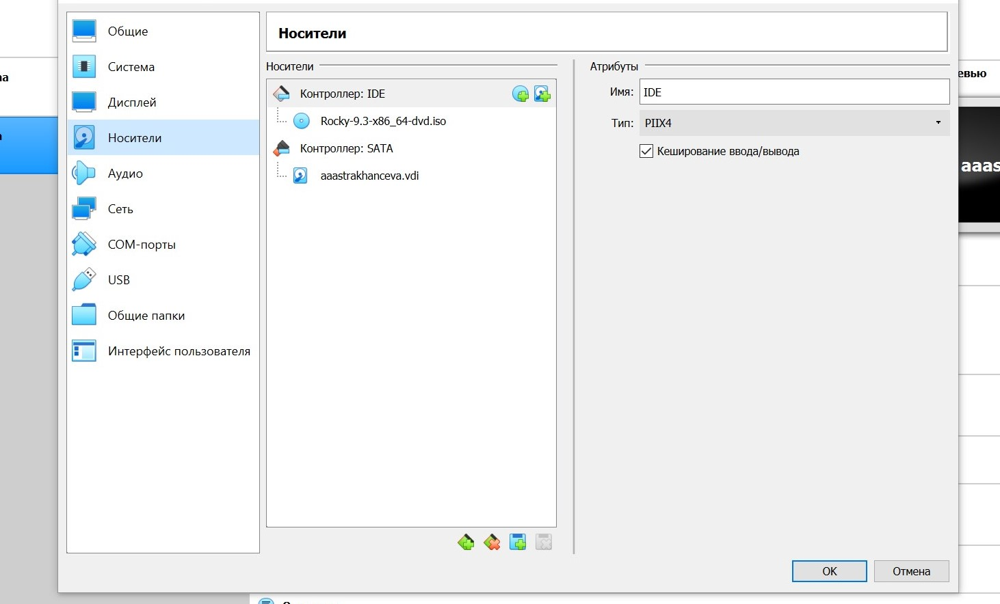 Общие
Система
Дисплей
Носители
Аудио
Сеть
COM-порты
USB
Общие папки
Интерфейс пользователя
Носители
Носители
Контроллер: IDE
Rocky-9.3-x86_64-dvd.iso
Контроллер: SATA
aaastrakhanceva.vdi
Атрибуты
Имя: IDE
Тип: PIIX4
Кеширование ввода/вывода
OK
Отмена
евью
aaas